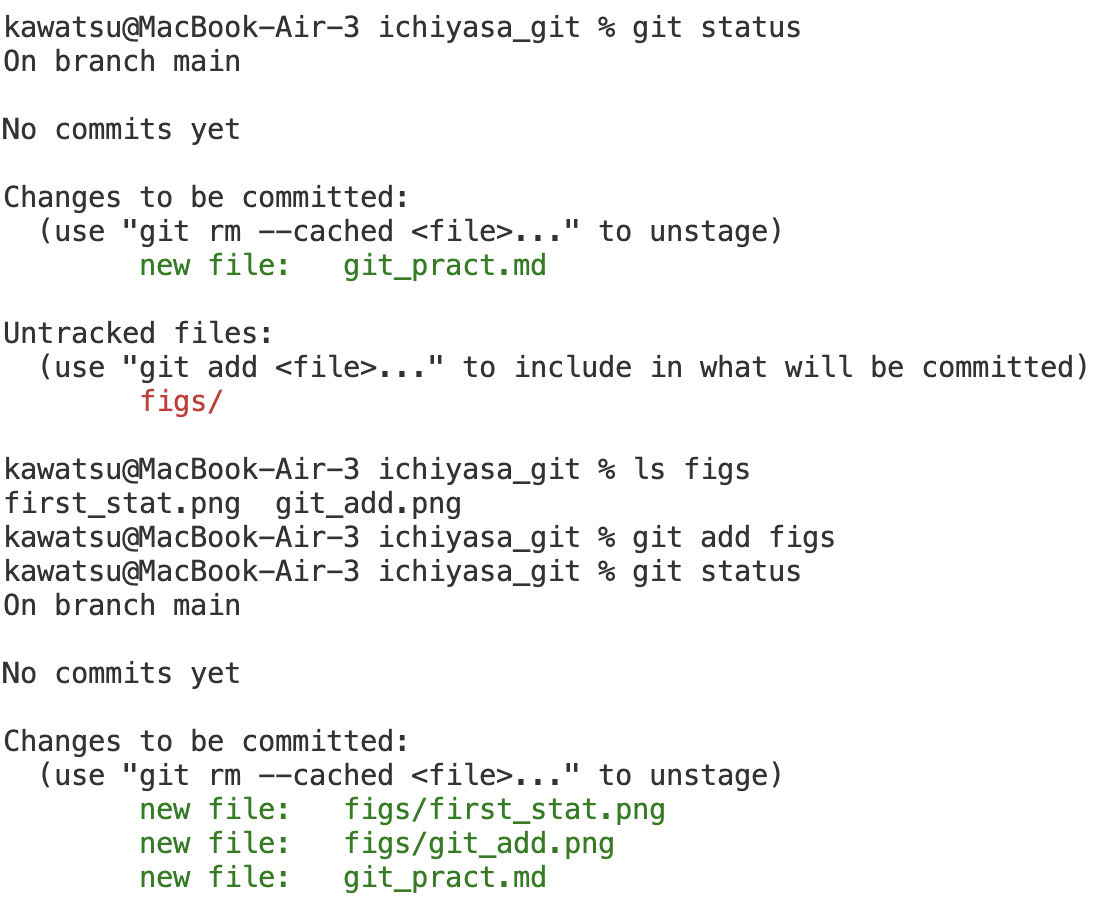 kawatsu@MacBook-Air-3 ichiyasa_git % git status
On branch main

No commits yet

Changes to be committed:
  (use "git rm --cached <file>..." to unstage)
        new file:   git_pract.md

Untracked files:
  (use "git add <file>..." to include in what will be committed)
        figs/

kawatsu@MacBook-Air-3 ichiyasa_git % ls figs
first_stat.png  git_add.png
kawatsu@MacBook-Air-3 ichiyasa_git % git add figs
kawatsu@MacBook-Air-3 ichiyasa_git % git status
On branch main

No commits yet

Changes to be committed:
  (use "git rm --cached <file>..." to unstage)
        new file:   figs/first_stat.png
        new file:   figs/git_add.png
        new file:   git_pract.md